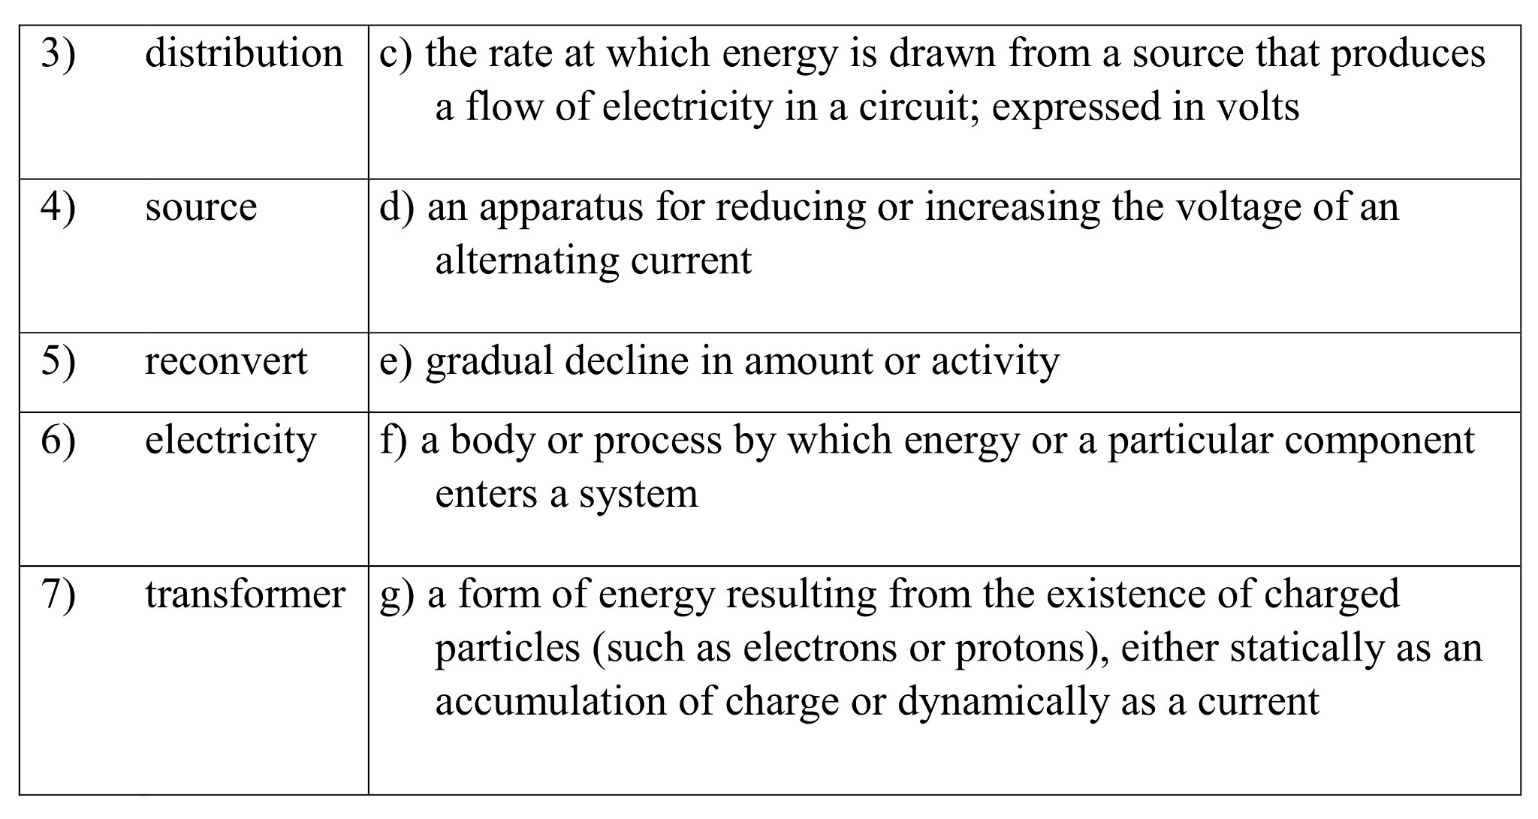 3) distribution c) the rate at which energy is drawn from a source that produces
a flow of electricity in a circuit; expressed in volts
4) source d) an apparatus for reducing or increasing the voltage of an
alternating current
5) reconvert e) gradual decline in amount or activity
6) electricity f) a body or process by which energy or a particular component
enters a system
7) transformer g) a form of energy resulting from the existence of charged
particles (such as electrons or protons), either statically as an
accumulation of charge or dynamically as a current